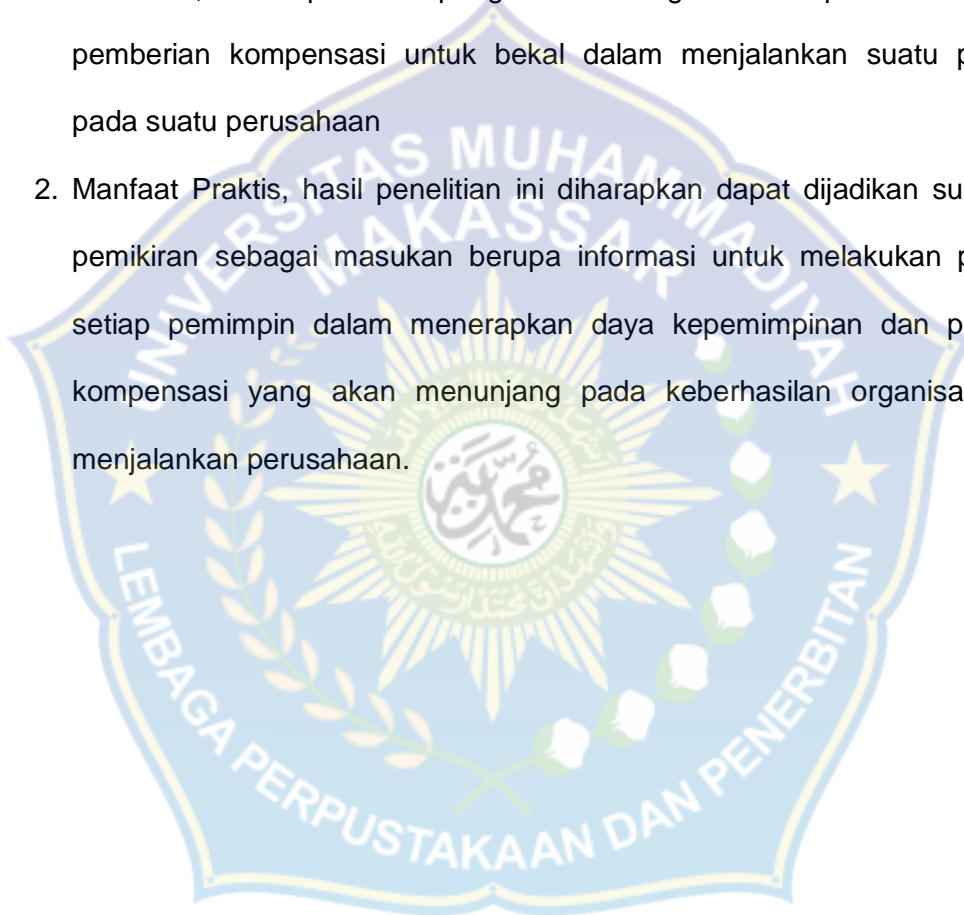 pemberian kompensasi untuk bekal dalam menjalankan suatu
pada suatu perusahaan
2. Manfaat Praktis, hasil penelitian ini diharapkan dapat dijadikan
pemikiran sebagai masukan berupa informasi untuk melakukan
setiap pemimpin dalam menerapkan daya kepemimpinan dan
kompensasi yang akan menunjang pada keberhasilan
menjalankan perusahaan.
UNIVERSITAS MUHAMMADIYAH
MAKASSAR
LEMBAGA PERPUSTAKAAN DAN PENERBITAN